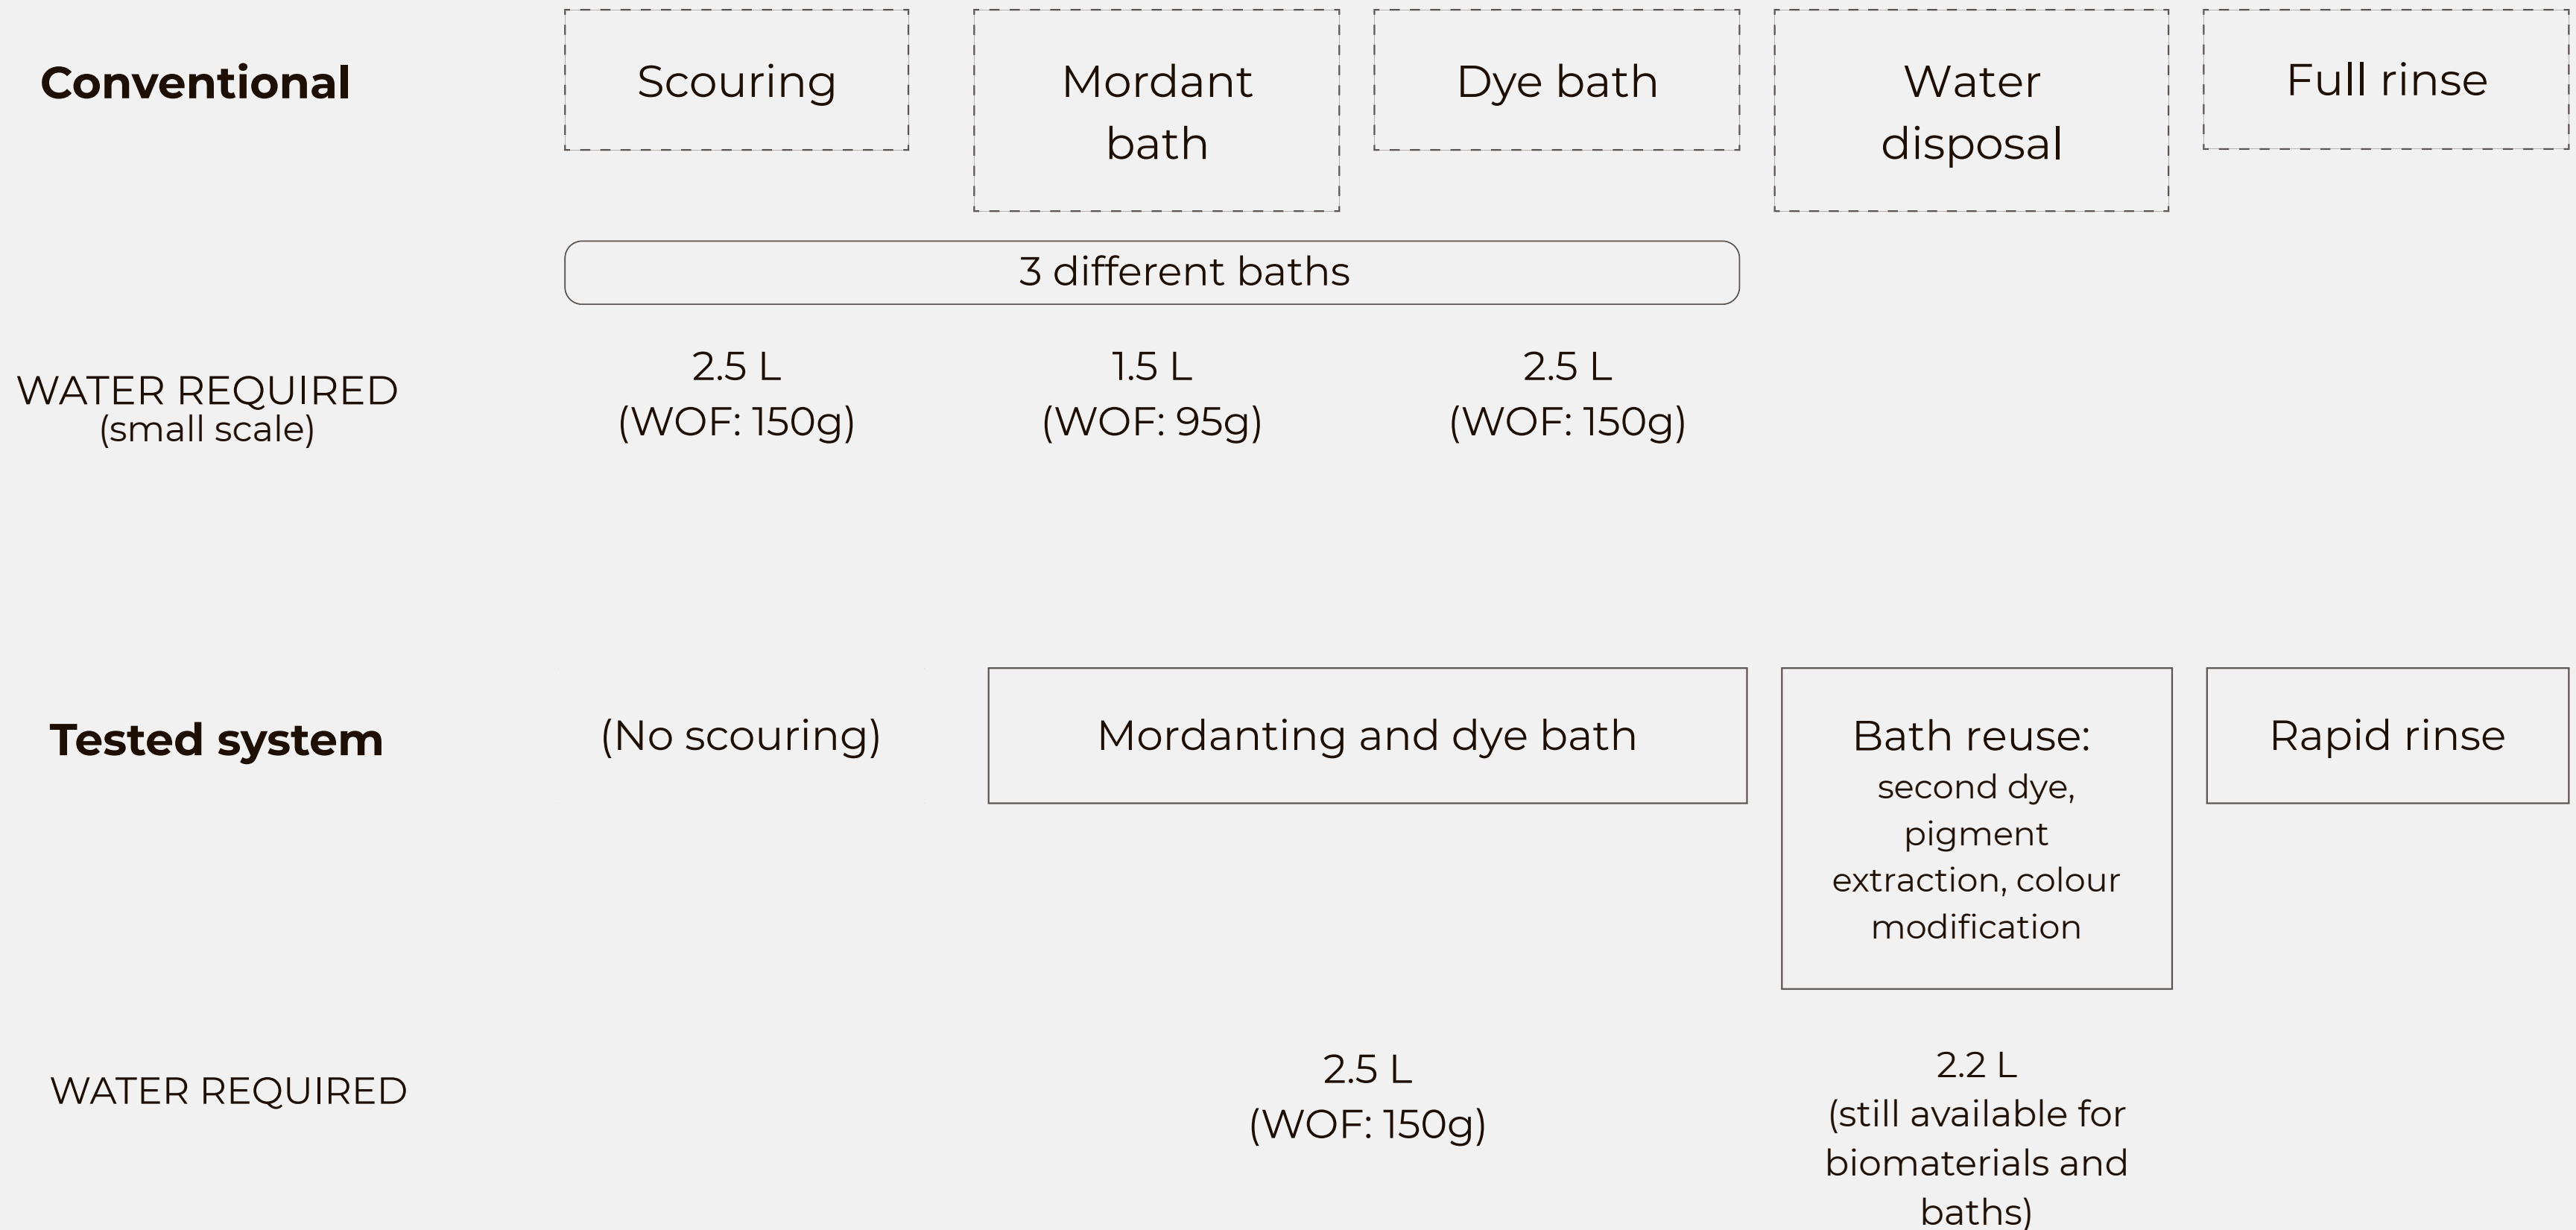 Conventional
Scouring
Mordant
bath
Dye bath
Water
disposal
Full rinse
3 different baths
WATER REQUIRED
(small scale)
2.5 L
(WOF: 150g)
1.5 L
(WOF: 95g)
2.5 L
(WOF: 150g)
Tested system
(No scouring)
Mordanting and dye bath
Bath reuse:
second dye,
pigment
extraction, colour
modification
Rapid rinse
WATER REQUIRED
2.5 L
(WOF: 150g)
2.2 L
(still available for
biomaterials and
baths)